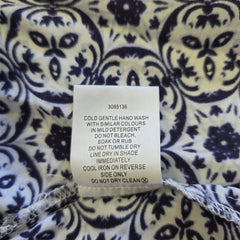 3085136
COLD GENTLE HAND WASH
WITH SIMILAR COLOURS
IN MILD DETERGENT
DO NOT BLEACH,
SOAK OR RUB
DO NOT TUMBLE DRY
LINE DRY IN SHADE
IMMEDIATELY
COOL IRON ON REVERSE
SIDE ONLY
DO NOT DRY CLEAN